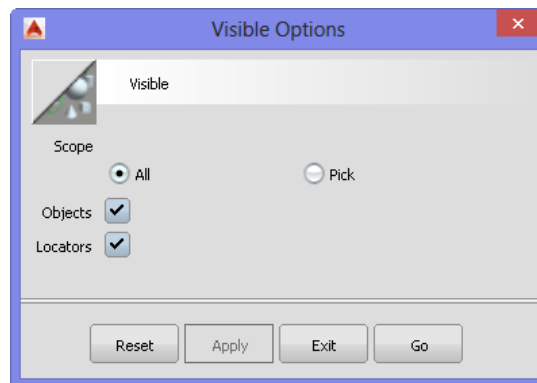 Visible Options
Visible
Scope
All Pick
Objects
Locators
Reset Apply Exit Go